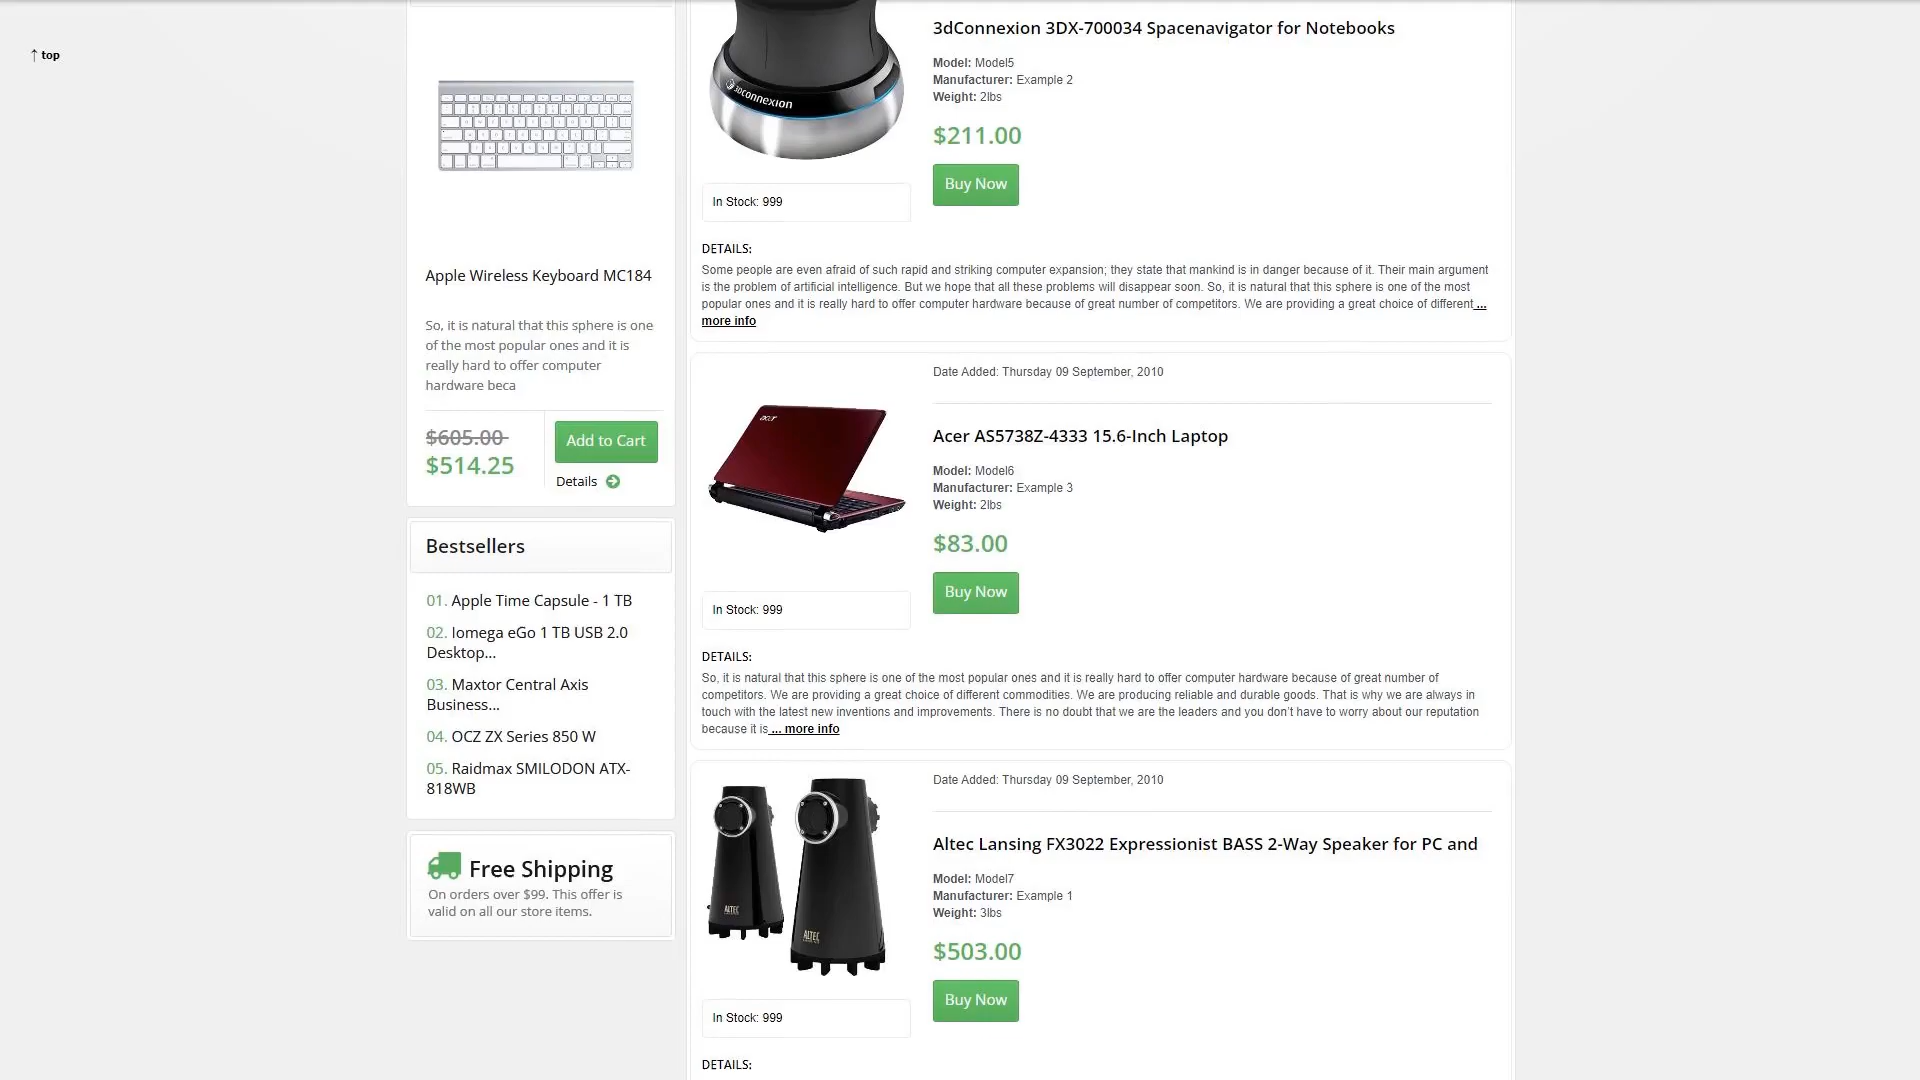 ↑ top
Apple Wireless Keyboard MC184
So, it is natural that this sphere is one
of the most popular ones and it is
really hard to offer computer
hardware beca
$605.00
$514.25
Add to Cart
Details
Bestsellers
01. Apple Time Capsule - 1 TB
02. Iomega eGo 1 TB USB 2.0
Desktop...
03. Maxtor Central Axis
Business...
04. OCZ ZX Series 850 W
05. Raidmax SMILODON ATX-
818WB
Free Shipping
On orders over $99. This offer is
valid on all our store items.
3Dconnexion
3dConnexion 3DX-700034 Spacenavigator for Notebooks
Model: Model5
Manufacturer: Example 2
Weight: 2lbs
$211.00
Buy Now
In Stock: 999
DETAILS:
Some people are even afraid of such rapid and striking computer expansion; they state that mankind is in danger because of it. Their main argument
is the problem of artificial intelligence. But we hope that all these problems will disappear soon. So, it is natural that this sphere is one of the most
popular ones and it is really hard to offer computer hardware because of great number of competitors. We are providing a great choice of different ...
more info
Date Added: Thursday 09 September, 2010
acer
Acer AS5738Z-4333 15.6-Inch Laptop
Model: Model6
Manufacturer: Example 3
Weight: 2lbs
$83.00
Buy Now
In Stock: 999
DETAILS:
So, it is natural that this sphere is one of the most popular ones and it is really hard to offer computer hardware because of great number of
competitors. We are providing a great choice of different commodities. We are producing reliable and durable goods. That is why we are always in
touch with the latest new inventions and improvements. There is no doubt that we are the leaders and you don't have to worry about our reputation
because it is ... more info
Date Added: Thursday 09 September, 2010
ALTEC
ALTEC
Altec Lansing FX3022 Expressionist BASS 2-Way Speaker for PC and
Model: Model7
Manufacturer: Example 1
Weight: 3lbs
$503.00
Buy Now
In Stock: 999
DETAILS: